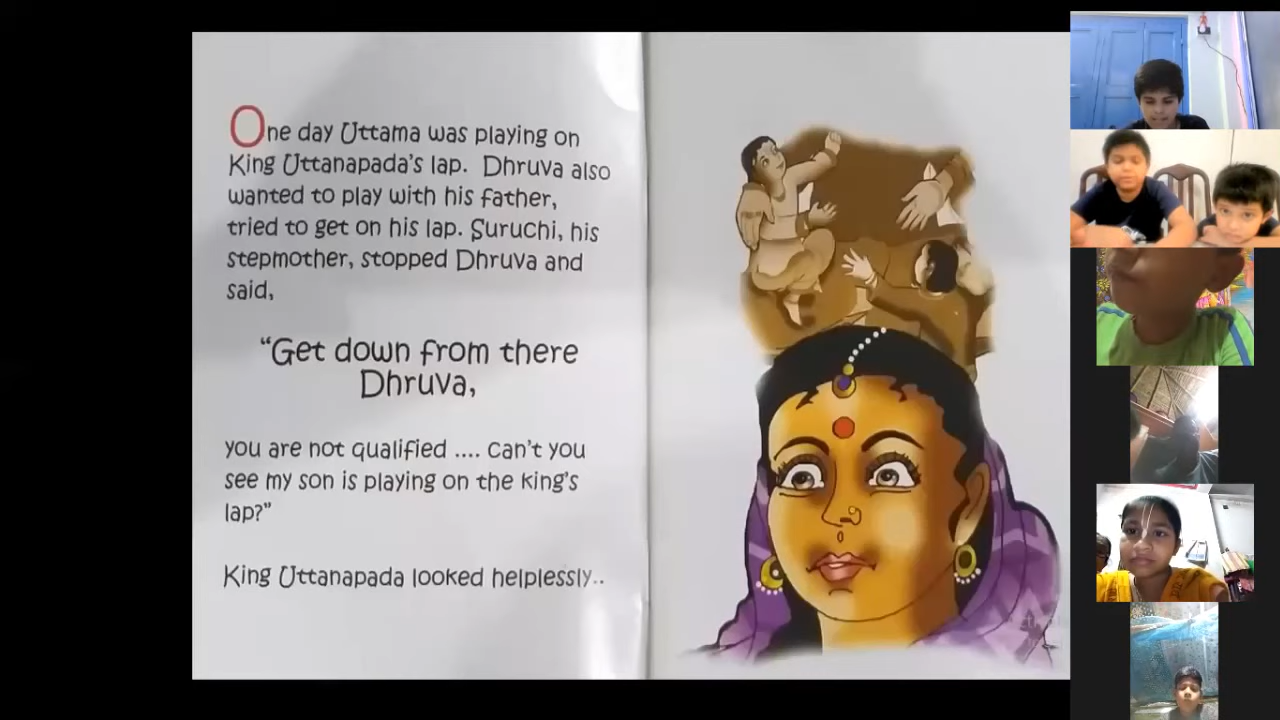 One day Uttama was playing on
King Uttanapada's lap. Dhruva also
wanted to play with his father,
tried to get on his lap. Suruchi, his
stepmother, stopped Dhruva and
said,
“Get down from there
Dhruva,
you are not qualified .... can't you
see my son is playing on the king's
lap?”
King Uttanapada looked helplessly..